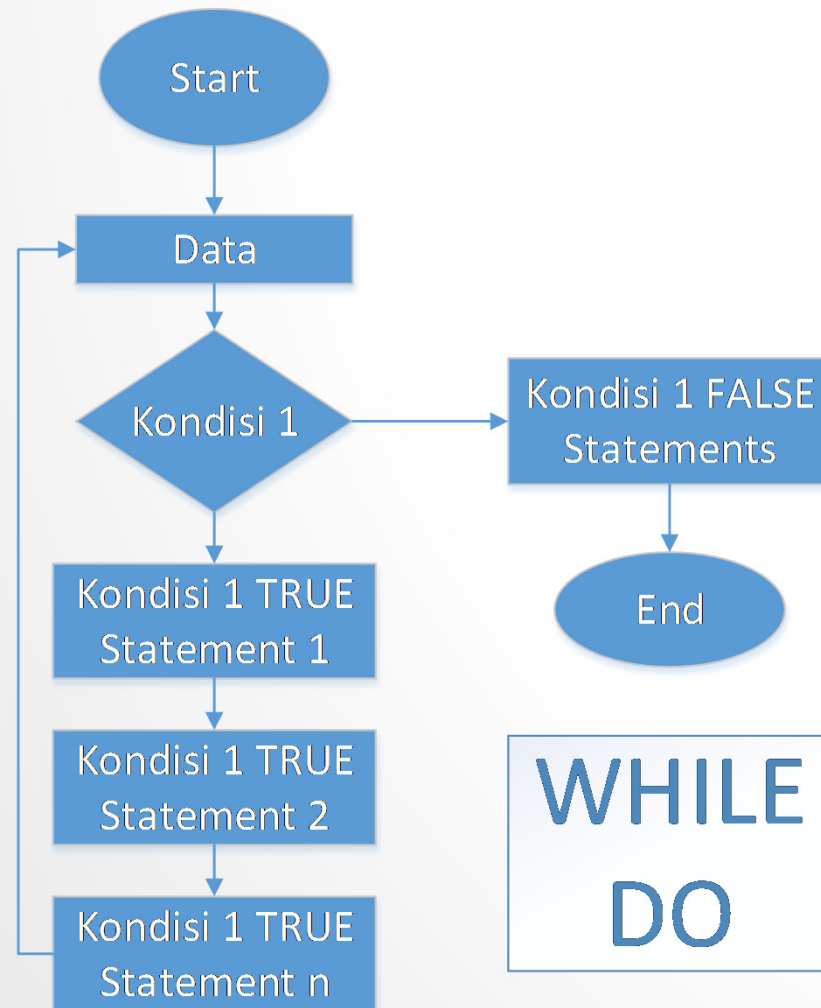 Start
Data
Kondisi 1
Kondisi 1 FALSE
Statements
End
Kondisi 1 TRUE
Statement 1
Kondisi 1 TRUE
Statement 2
Kondisi 1 TRUE
Statement n
WHILE
DO